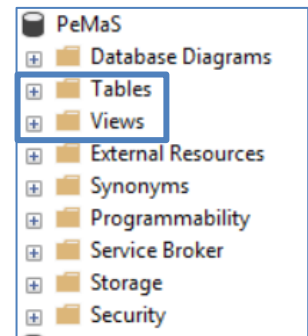 PeMaS
Database Diagrams
Tables
Views
External Resources
Synonyms
Programmability
Service Broker
Storage
Security